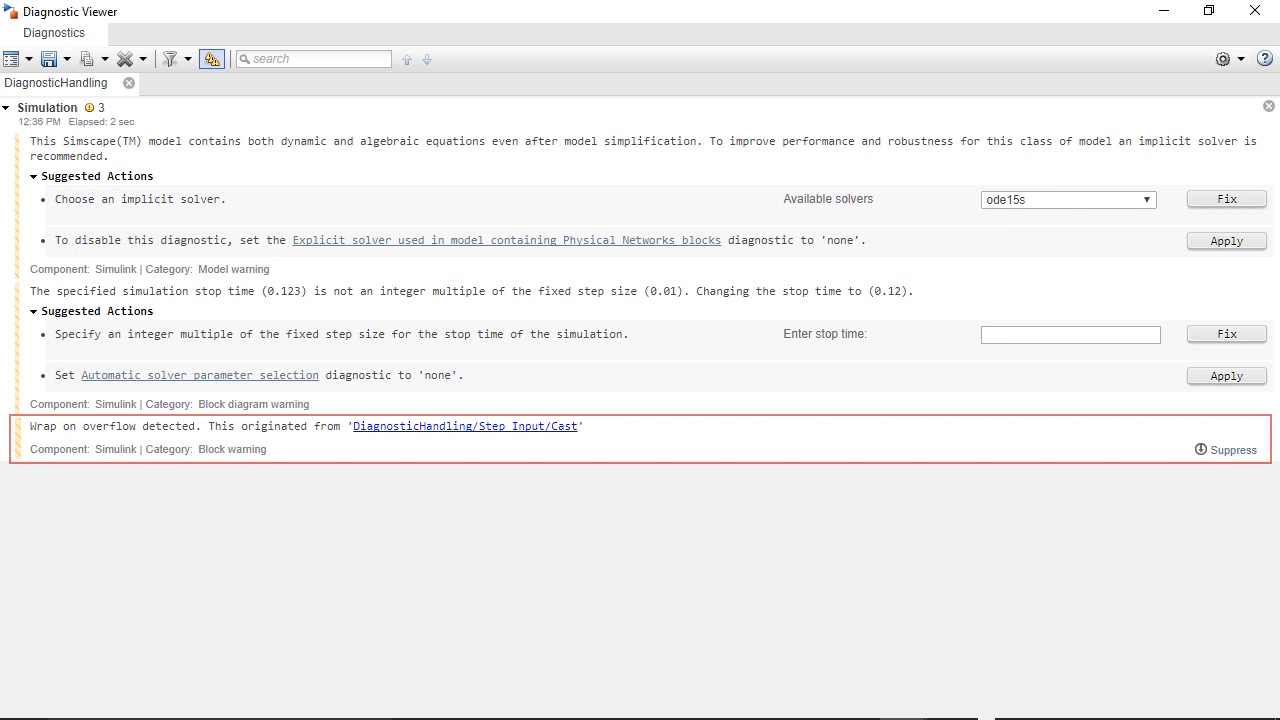 Diagnostic Viewer
Diagnostics
search
DiagnosticHandling
Simulation 3
12:36 PM Elapsed: 2 sec
This Simscape(TM) model contains both dynamic and algebraic equations even after model simplification. To improve performance and robustness for this class of model an implicit solver is
recommended.
Suggested Actions
• Choose an implicit solver. Available solvers ode15s Fix
• To disable this diagnostic, set the Explicit solver used in model containing Physical Networks blocks diagnostic to 'none'. Apply
Component: Simulink | Category: Model warning
The specified simulation stop time (0.123) is not an integer multiple of the fixed step size (0.01). Changing the stop time to (0.12).
Suggested Actions
• Specify an integer multiple of the fixed step size for the stop time of the simulation. Enter stop time: Fix
• Set Automatic solver parameter selection diagnostic to 'none'. Apply
Component: Simulink | Category: Block diagram warning
Wrap on overflow detected. This originated from 'DiagnosticHandling/Step Input/Cast'
Component: Simulink | Category: Block warning Suppress